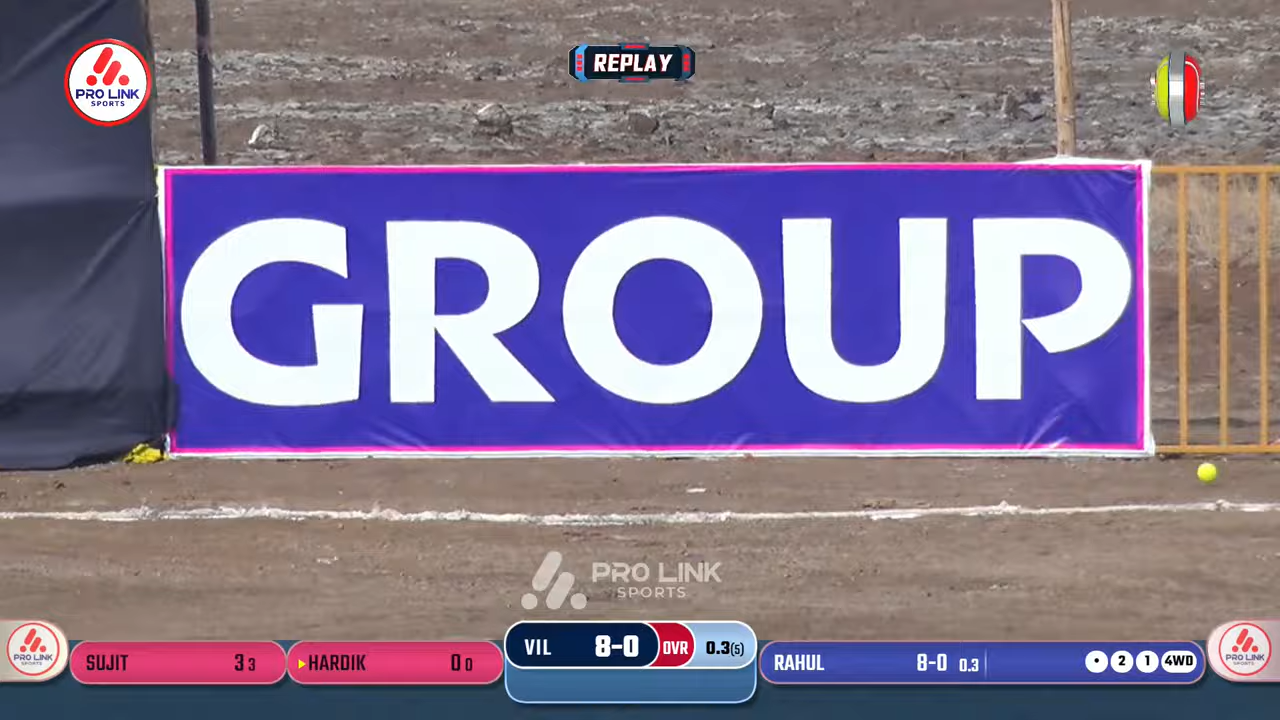 PRO LINK
SPORTS
REPLAY
GROUP
PRO LINK
SPORTS
PRO LINK
SPORTS
SUJIT 3 3
HARDIK 0 0
VIL 8-0 OVR 0.3(5)
RAHUL 8-0 0.3 • 2 1 4WD
PRO LINK
SPORTS